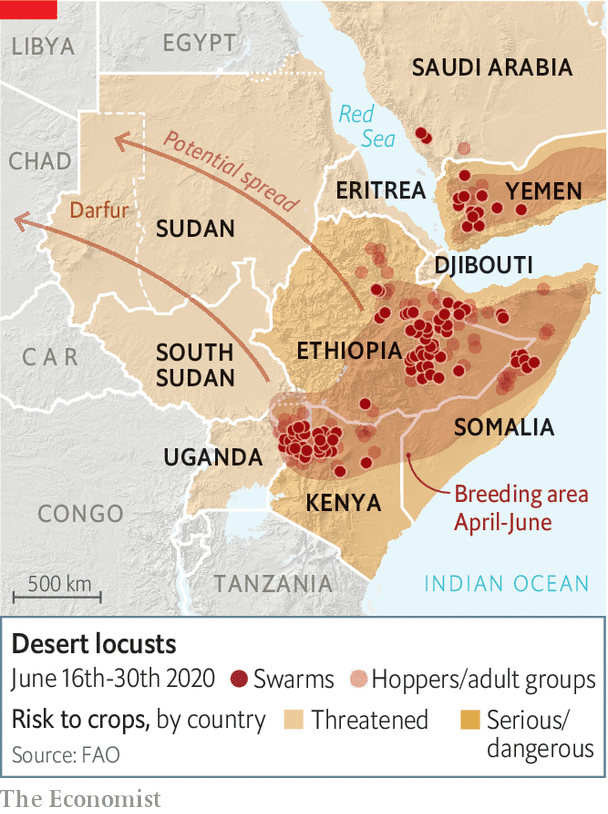 LIBYA
EGYPT
SAUDI ARABIA
Red
Sea
CHAD
Potential spread
Darfur
SUDAN
ERITREA
YEMEN
DJIBOUTI
CAR
SOUTH
SUDAN
ETHIOPIA
SOMALIA
UGANDA
KENYA
Breeding area
April-June
CONGO
TANZANIA
INDIAN OCEAN
500 km
Desert locusts
June 16th-30th 2020 Swarms Hoppers/adult groups
Risk to crops, by country Threatened Serious/
dangerous
Source: FAO
The Economist